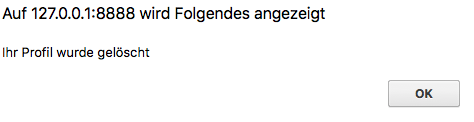 Auf 127.0.0.1:8888 wird Folgendes angezeigt
Ihr Profil wurde gelöscht
OK